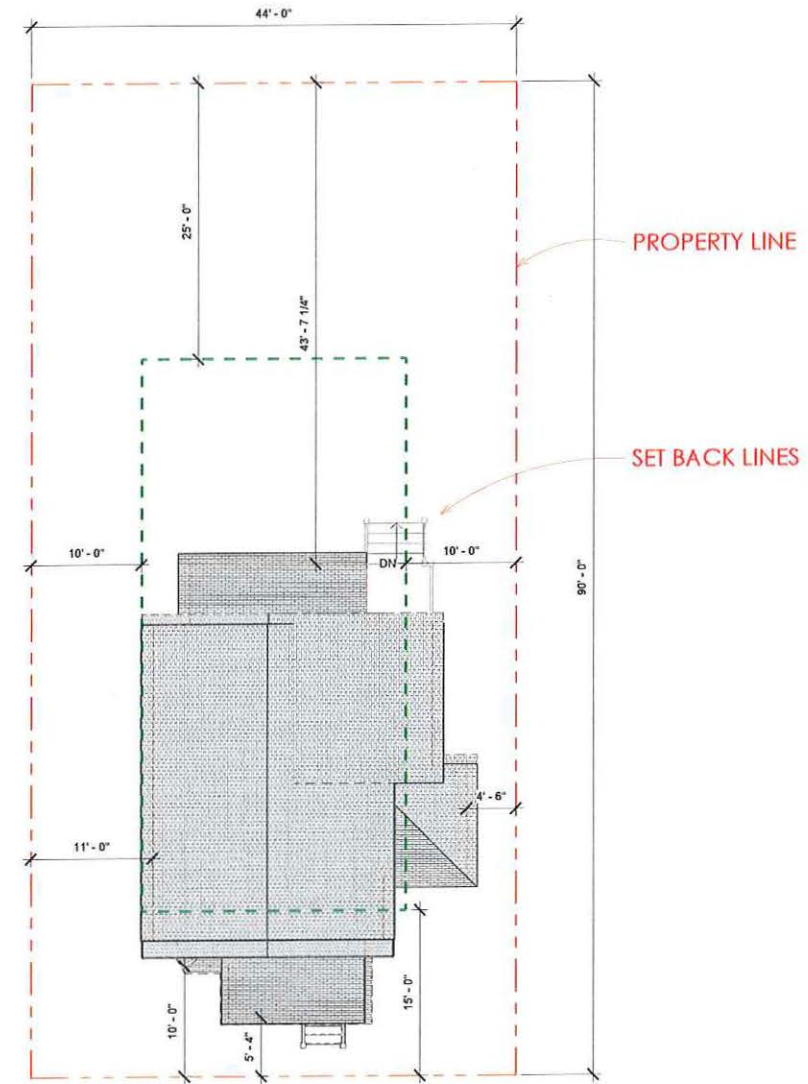 44' - 0"
25' - 0"
PROPERTY LINE
43' - 7 1/4"
SET BACK LINES
10' - 0"
DN
10' - 0"
90' - 0"
4' - 6"
11' - 0"
10' - 0"
5' - 4"
15' - 0"